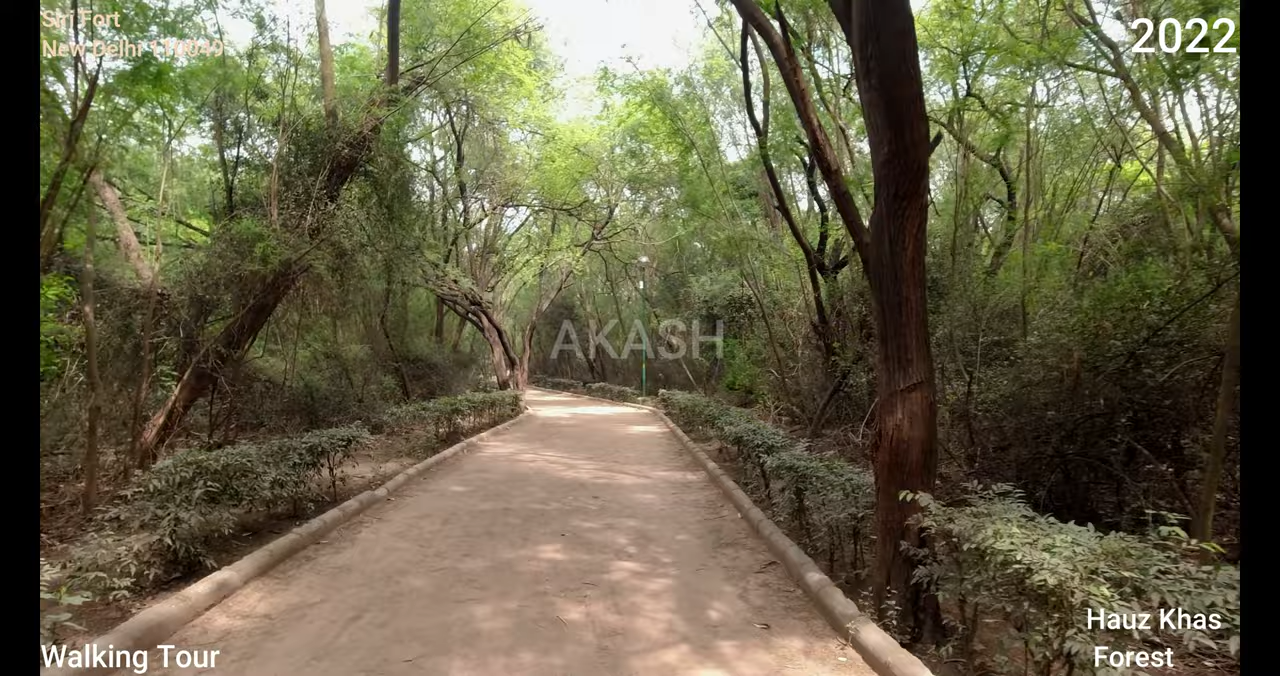 Siri Fort
New Delhi 110049
2022
AKASH
Walking Tour
Hauz Khas
Forest